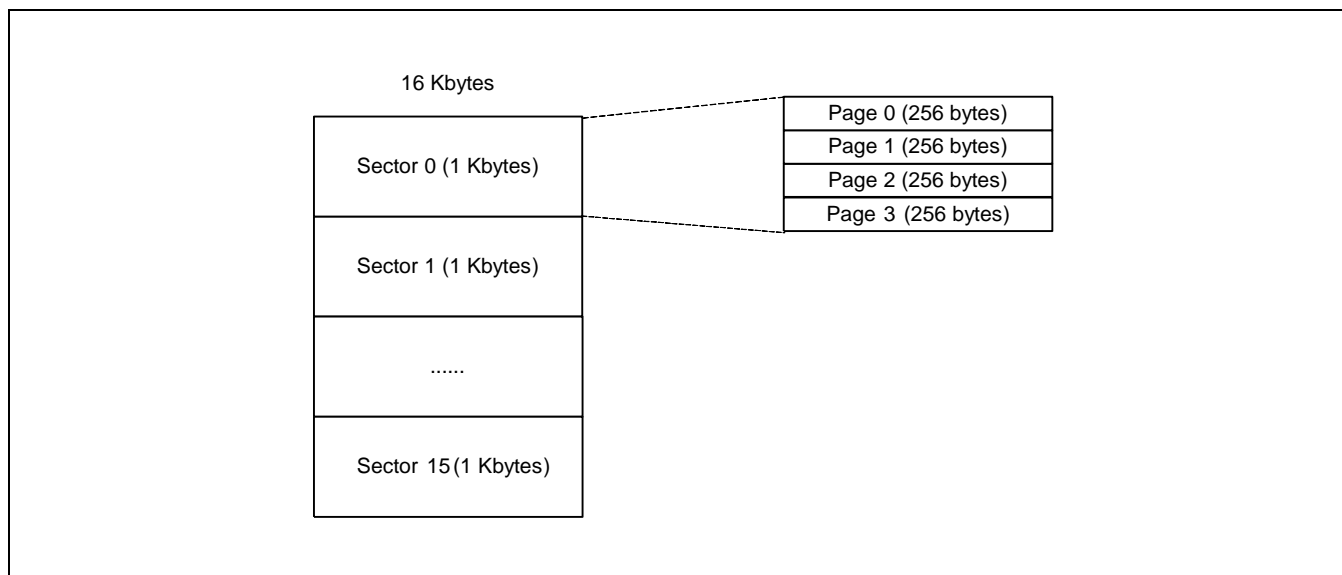 16 Kbytes
Sector 0 (1 Kbytes)
Sector 1 (1 Kbytes)
......
Sector 15 (1 Kbytes)
Page 0 (256 bytes)
Page 1 (256 bytes)
Page 2 (256 bytes)
Page 3 (256 bytes)